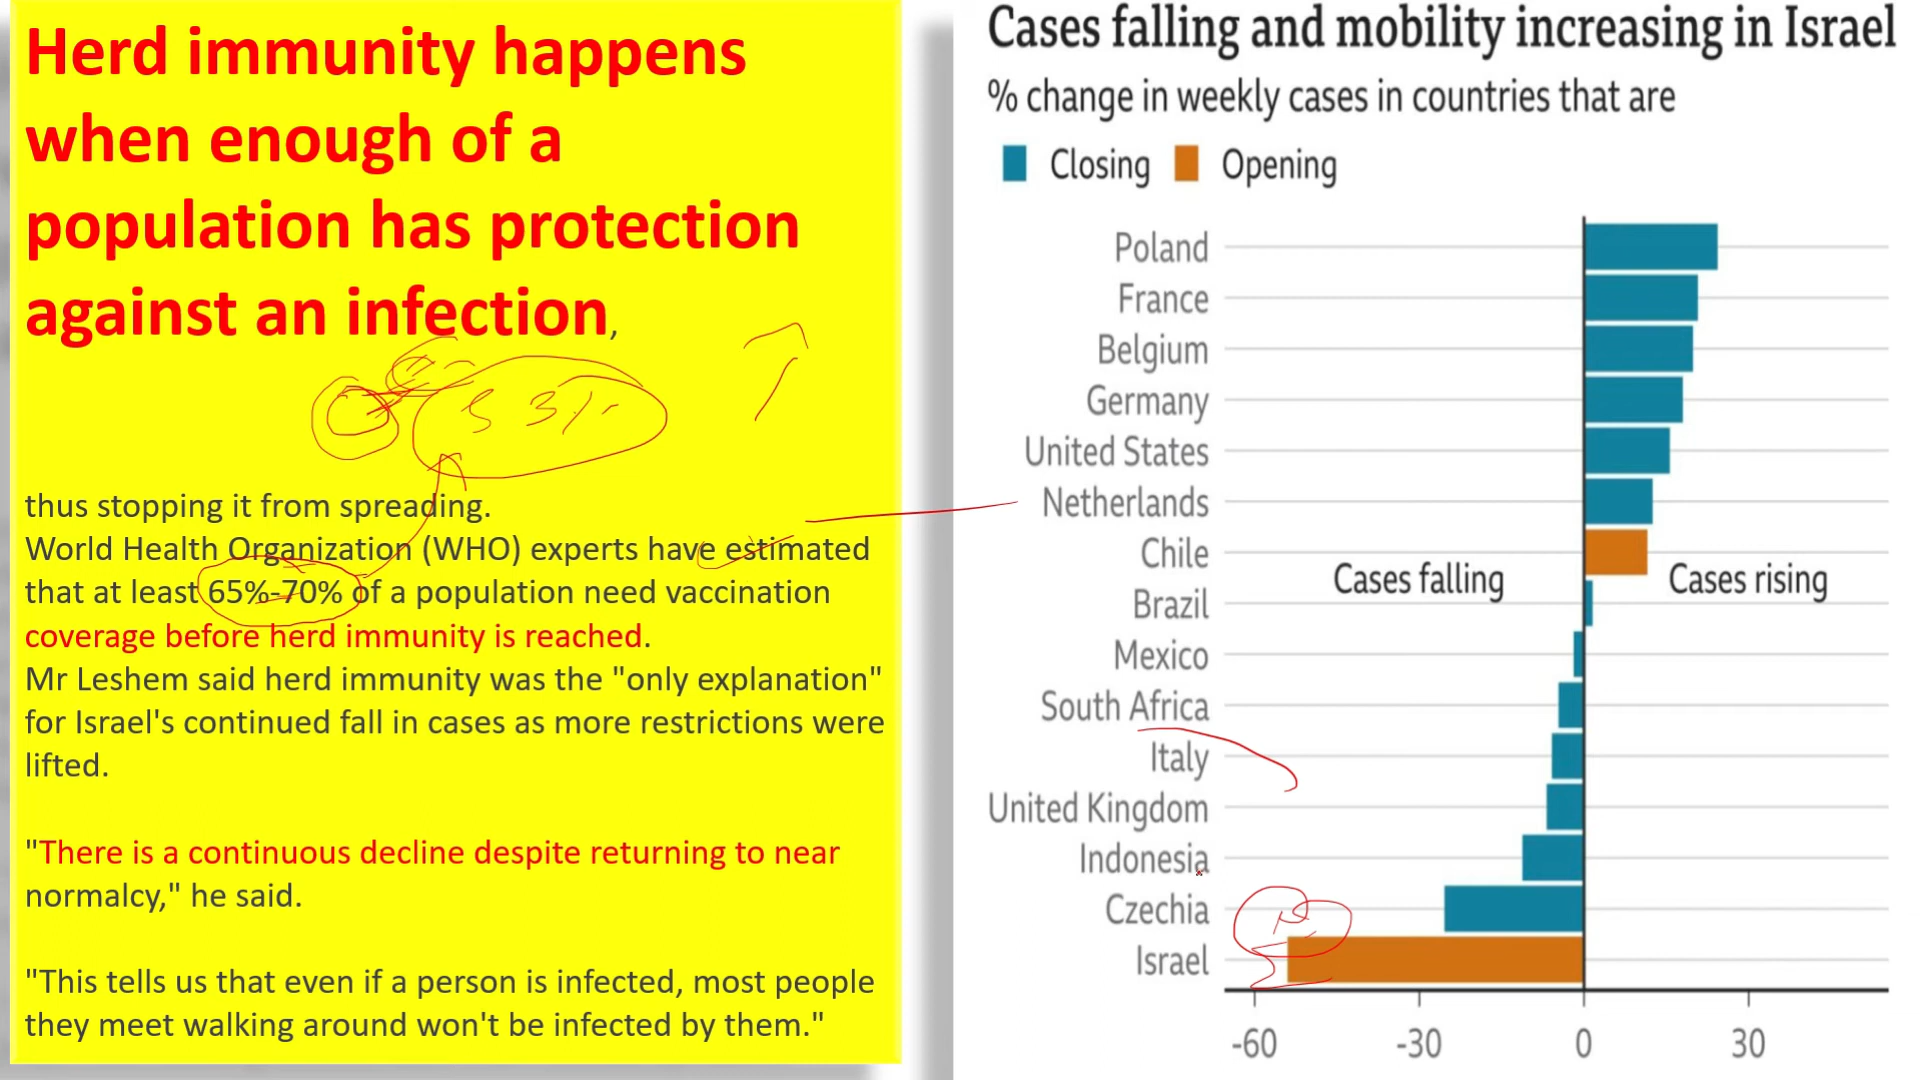 Herd immunity happens
when enough of a
population has protection
against an infection,
thus stopping it from spreading.
World Health Organization (WHO) experts have estimated
that at least 65%-70% of a population need vaccination
coverage before herd immunity is reached.
Mr Leshem said herd immunity was the "only explanation"
for Israel's continued fall in cases as more restrictions were
lifted.
"There is a continuous decline despite returning to near
normalcy," he said.
"This tells us that even if a person is infected, most people
they meet walking around won't be infected by them."
Cases falling and mobility increasing in Israel
% change in weekly cases in countries that are
Closing Opening
Poland
France
Belgium
Germany
United States
Netherlands
Chile
Cases falling Cases rising
Brazil
Mexico
South Africa
Italy
United Kingdom
Indonesia
Czechia
Israel
-60 -30 0 30